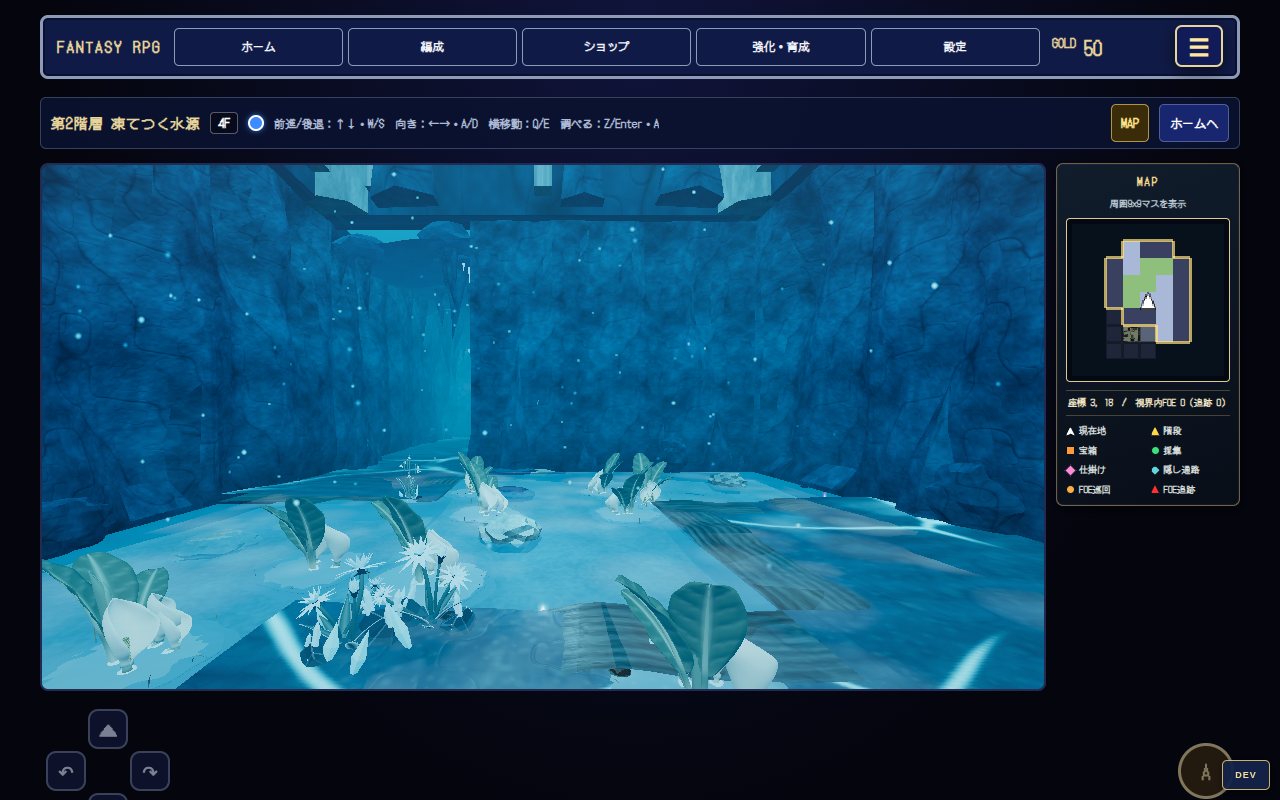 FANTASY RPG ホーム 編成 ショップ 強化・育成 設定 GOLD 50
第2階層 凍てつく水源 4F 前進/後退：↑↓・W/S 向き：←→・A/D 横移動：Q/E 調べる：Z/Enter・A MAP ホームへ
MAP
周囲9x9マスを表示
座標 3, 18 / 視界内FOE 0 (追跡 0)
現在地 階段
宝箱 採集
仕掛け 隠し通路
FOE巡回 FOE追跡
A DEV